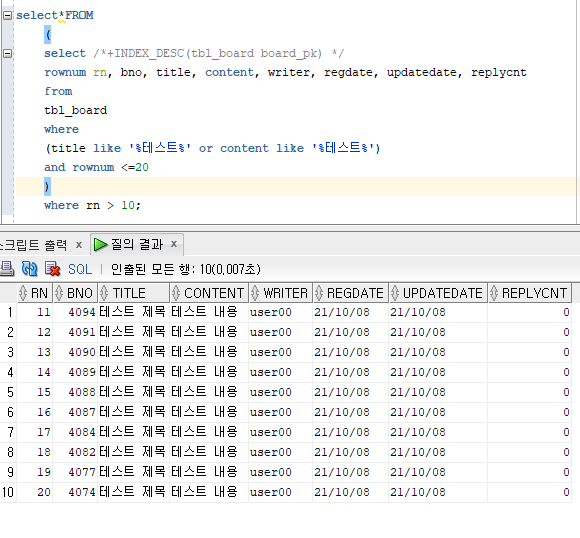 select*FROM
(
select /*+INDEX_DESC(tbl_board board_pk) */
rownum rn, bno, title, content, writer, regdate, updatedate, replycnt
from
tbl_board
where
(title like '%테스트%' or content like '%테스트%')
and rownum <=20
)
where rn > 10;
스크립트 출력 x 질의 결과 x
SQL | 인출된 모든 행: 10(0,007초)
RN BNO TITLE CONTENT WRITER REGDATE UPDATEDATE REPLYCNT
1 11 4094 테스트 제목 테스트 내용 user00 21/10/08 21/10/08 0
2 12 4091 테스트 제목 테스트 내용 user00 21/10/08 21/10/08 0
3 13 4090 테스트 제목 테스트 내용 user00 21/10/08 21/10/08 0
4 14 4089 테스트 제목 테스트 내용 user00 21/10/08 21/10/08 0
5 15 4088 테스트 제목 테스트 내용 user00 21/10/08 21/10/08 0
6 16 4087 테스트 제목 테스트 내용 user00 21/10/08 21/10/08 0
7 17 4084 테스트 제목 테스트 내용 user00 21/10/08 21/10/08 0
8 18 4082 테스트 제목 테스트 내용 user00 21/10/08 21/10/08 0
9 19 4077 테스트 제목 테스트 내용 user00 21/10/08 21/10/08 0
10 20 4074 테스트 제목 테스트 내용 user00 21/10/08 21/10/08 0